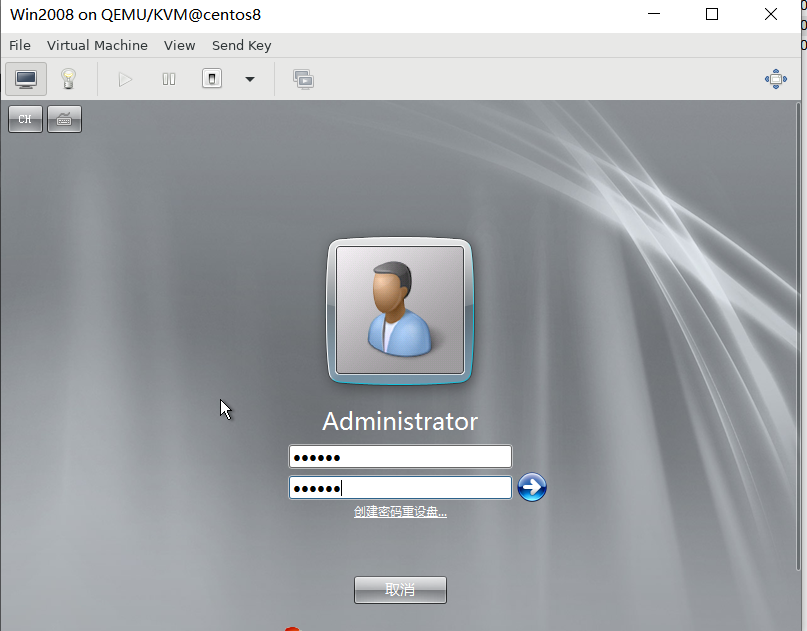 Win2008 on QEMU/KVM@centos8
File Virtual Machine View Send Key
CH
Administrator
●●●●●●
●●●●●●
创建密码重设盘...
取消